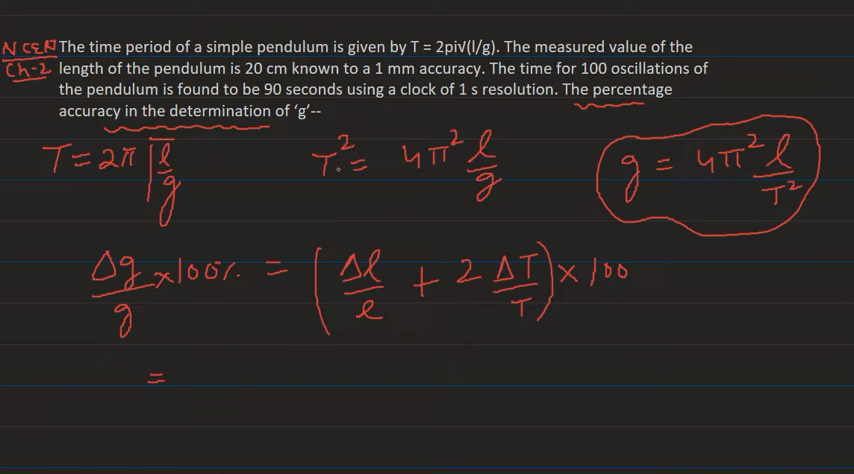 NCEN The time period of a simple pendulum is given by T = 2pi√(l/g). The measured value of the
Ch-2 length of the pendulum is 20 cm known to a 1 mm accuracy. The time for 100 oscillations of
the pendulum is found to be 90 seconds using a clock of 1 s resolution. The percentage
accuracy in the determination of ‘g’--
T = 2π √(l/g) T² = 4π² l/g g = 4π² l/T²
Δg/g ×100% = (Δl/l + 2 ΔT/T) × 100
=